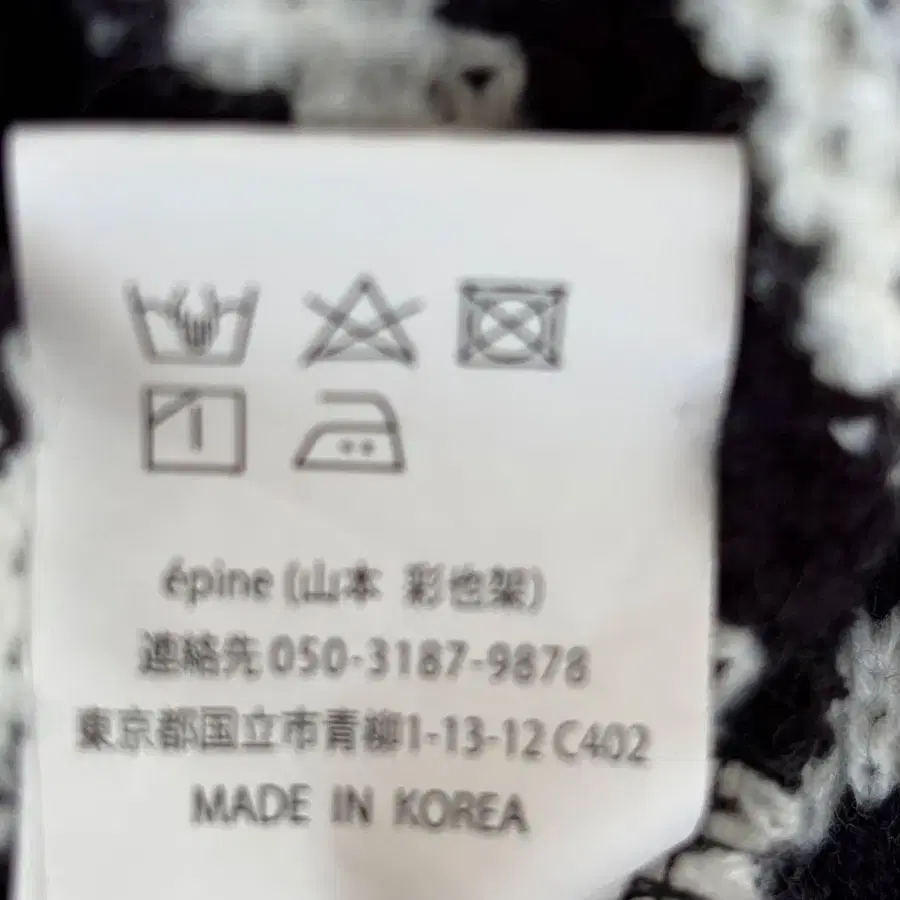 épine (山本 彩也架)
連絡先 050-3187-9878
東京都国立市青柳1-13-12 C402
MADE IN KOREA